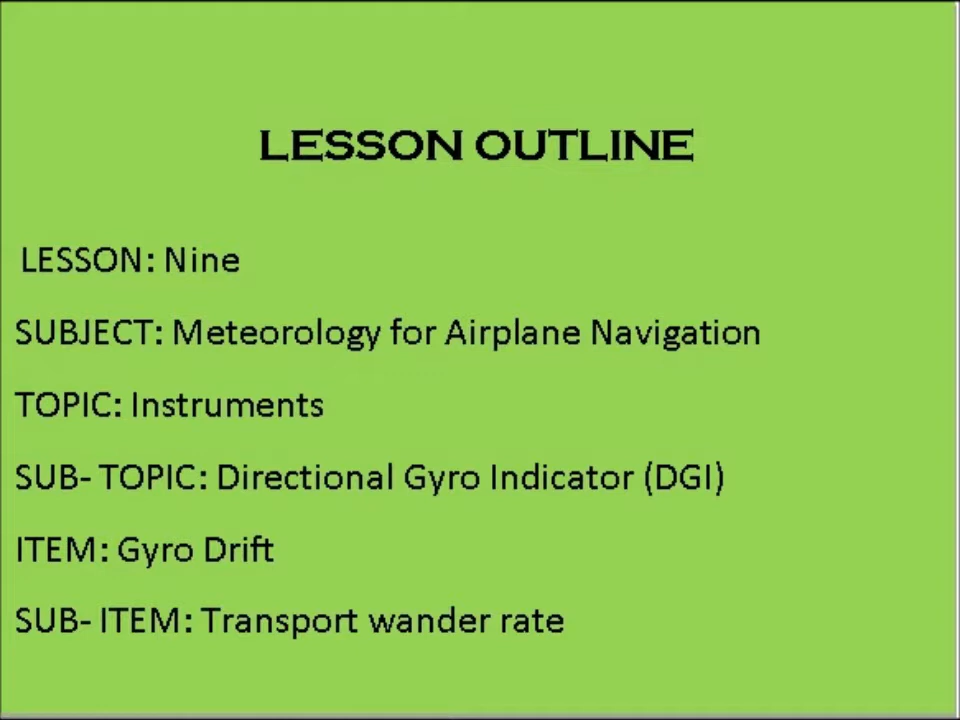 LESSON OUTLINE
LESSON: Nine
SUBJECT: Meteorology for Airplane Navigation
TOPIC: Instruments
SUB- TOPIC: Directional Gyro Indicator (DGI)
ITEM: Gyro Drift
SUB- ITEM: Transport wander rate